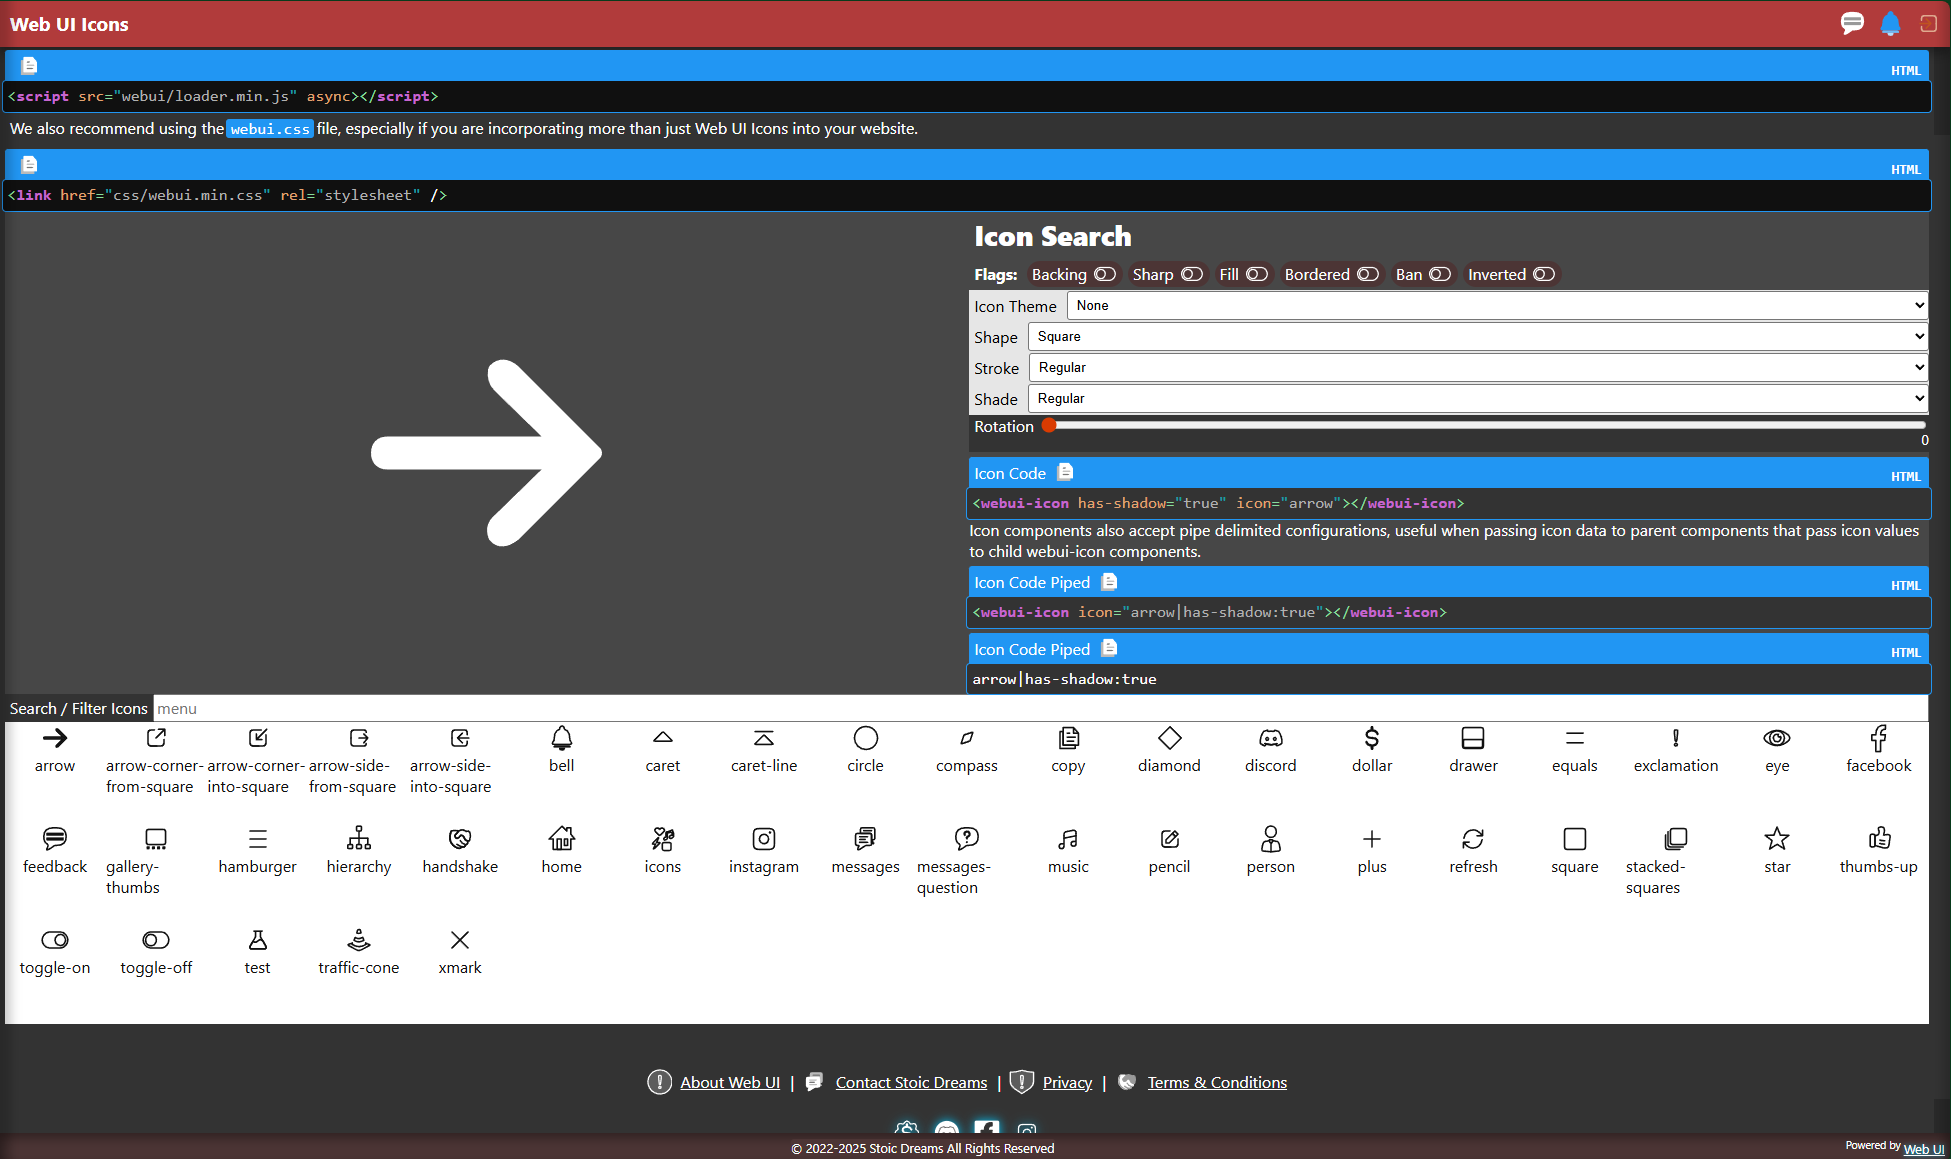 Web UI Icons
HTML
<script src="webui/loader.min.js" async></script>
We also recommend using the webui.css file, especially if you are incorporating more than just Web UI Icons into your website.
HTML
<link href="css/webui.min.css" rel="stylesheet" />
Icon Search
Flags: Backing Sharp Fill Bordered Ban Inverted
Icon Theme None
Shape Square
Stroke Regular
Shade Regular
Rotation
0
Icon Code HTML
<webui-icon has-shadow="true" icon="arrow"></webui-icon>
Icon components also accept pipe delimited configurations, useful when passing icon data to parent components that pass icon values
to child webui-icon components.
Icon Code Piped HTML
<webui-icon icon="arrow|has-shadow:true"></webui-icon>
Icon Code Piped HTML
arrow|has-shadow:true
Search / Filter Icons menu
arrow arrow-corner- arrow-corner- arrow-side- arrow-side- bell caret caret-line circle compass copy diamond discord dollar drawer equals exclamation eye facebook
from-square into-square from-square into-square
feedback gallery- hamburger hierarchy handshake home icons instagram messages messages- music pencil person plus refresh square stacked- star thumbs-up
thumbs question squares
toggle-on toggle-off test traffic-cone xmark
About Web UI | Contact Stoic Dreams | Privacy | Terms & Conditions
© 2022-2025 Stoic Dreams All Rights Reserved
Powered by Web UI